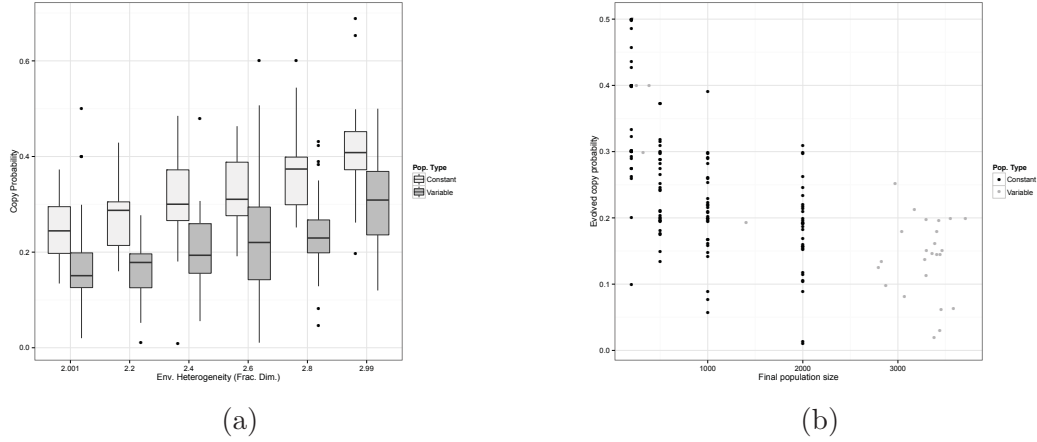 0.6
0.4
0.2
0.0
Copy Probability
2.001 2.2 2.4 2.6 2.8 2.99
Env. Heterogeneity (Frac. Dim.)
Pop. Type
Constant
Variable
(a)
0.5
0.4
0.3
0.2
0.1
0.0
Evolved copy probability
1000 2000 3000
Final population size
Pop. Type
Constant
Variable
(b)